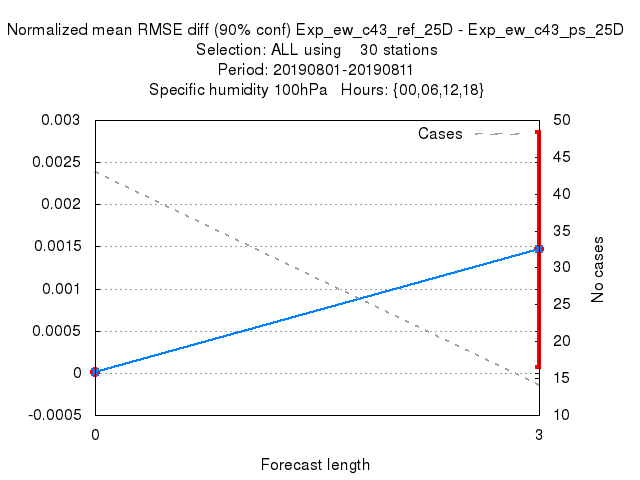 Normalized mean RMSE diff (90% conf) Exp_ew_c43_ref_25D - Exp_ew_c43_ps_25D
Selection: ALL using    30 stations
Period: 20190801-20190811
Specific humidity 100hPa   Hours: {00,06,12,18}
0.003
0.0025
0.002
0.0015
0.001
0.0005
0
-0.0005
Cases
50
45
40
35
30
25
20
15
10
No cases
0
3
Forecast length